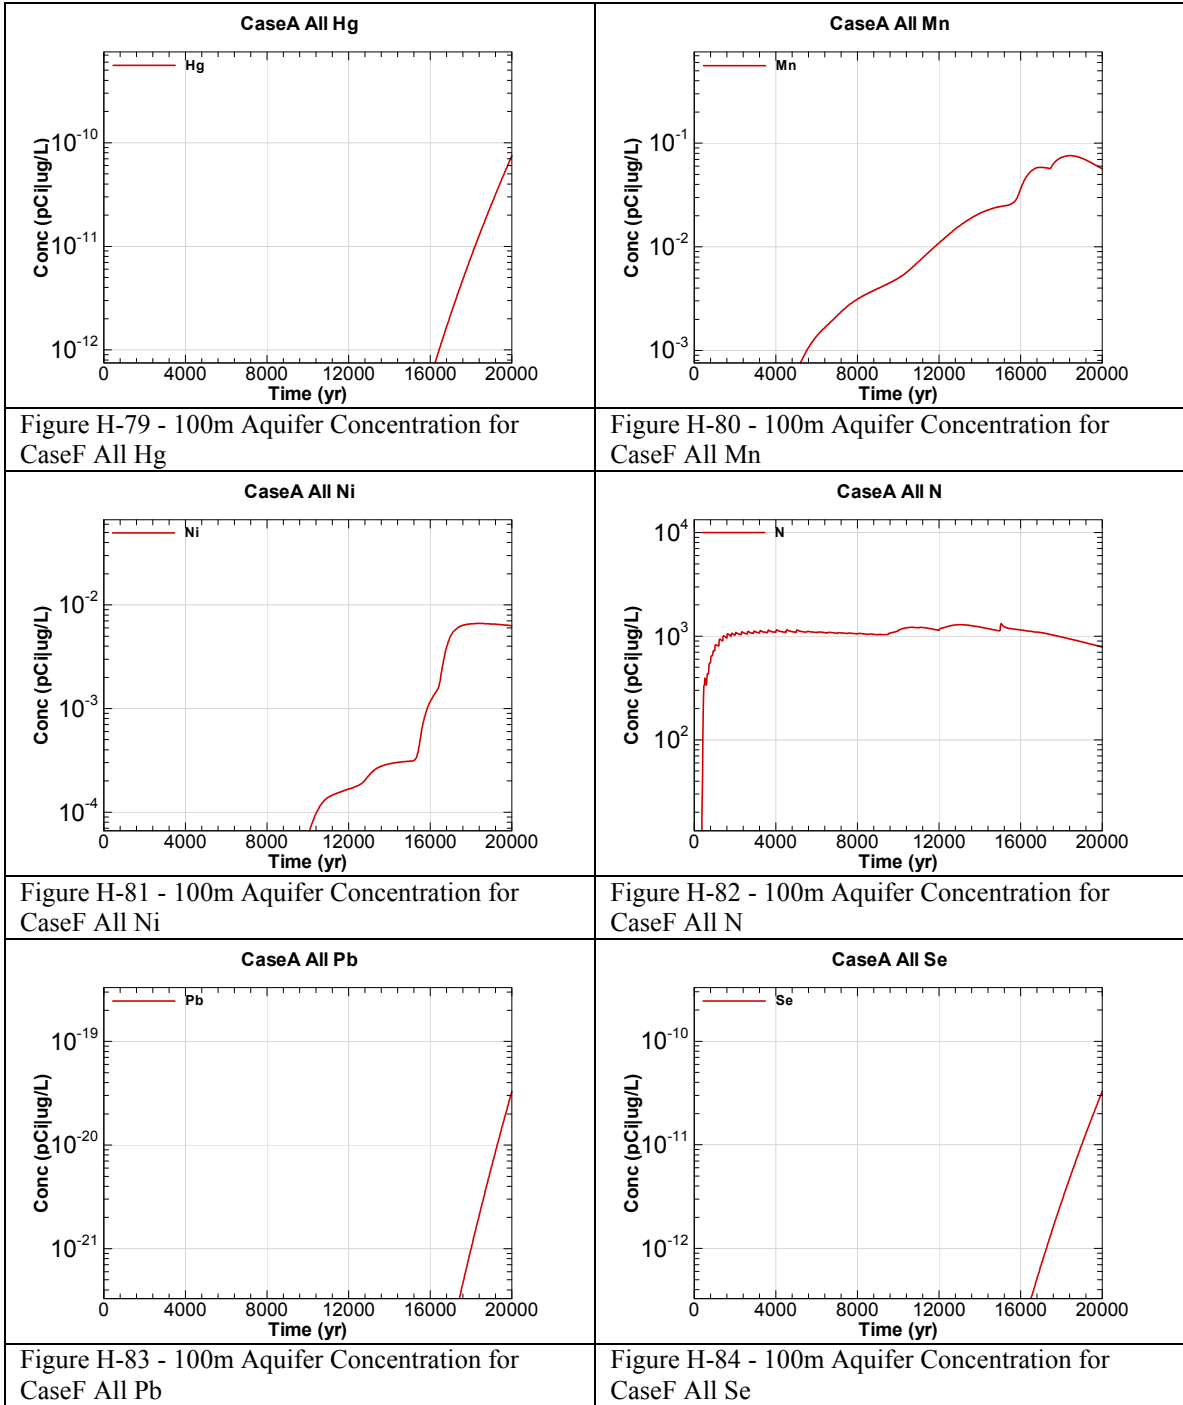 CaseA All Hg
Hg
Conc (pCi|ug/L)
10-10
10-11
10-12
0 4000 8000 12000 16000 20000
Time (yr)
Figure H-79 - 100m Aquifer Concentration for
CaseF All Hg
CaseA All Mn
Mn
Conc (pCi|ug/L)
10-1
10-2
10-3
0 4000 8000 12000 16000 20000
Time (yr)
Figure H-80 - 100m Aquifer Concentration for
CaseF All Mn
CaseA All Ni
Ni
Conc (pCi|ug/L)
10-2
10-3
10-4
0 4000 8000 12000 16000 20000
Time (yr)
Figure H-81 - 100m Aquifer Concentration for
CaseF All Ni
CaseA All N
N
Conc (pCi|ug/L)
104
103
102
0 4000 8000 12000 16000 20000
Time (yr)
Figure H-82 - 100m Aquifer Concentration for
CaseF All N
CaseA All Pb
Pb
Conc (pCi|ug/L)
10-19
10-20
10-21
0 4000 8000 12000 16000 20000
Time (yr)
Figure H-83 - 100m Aquifer Concentration for
CaseF All Pb
CaseA All Se
Se
Conc (pCi|ug/L)
10-10
10-11
10-12
0 4000 8000 12000 16000 20000
Time (yr)
Figure H-84 - 100m Aquifer Concentration for
CaseF All Se